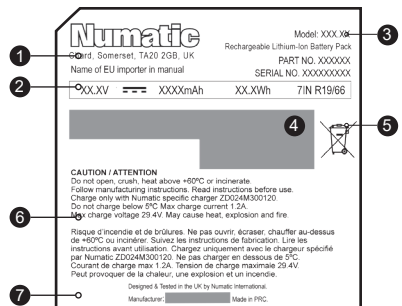 Numatic
Model: XXX.XX
3
Rechargeable Lithium-Ion Battery Pack
1
Chard, Somerset, TA20 2GB, UK
PART NO. XXXXXX
Name of EU importer in manual
SERIAL NO. XXXXXXXXX
2
XX.XV XXXXmAh XX.XWh 7IN R19/66
4
5
CAUTION / ATTENTION
Do not open, crush, heat above +60°C or incinerate.
Follow manufacturing instructions. Read instructions before use.
Charge only with Numatic specific charger ZD024M300120.
Do not charge below 5°C Max charge current 1.2A.
6
Max charge voltage 29.4V. May cause heat, explosion and fire.
Risque d'incendie et de brûlures. Ne pas ouvrir, écraser, chauffer au-dessus
de +60°C ou incinérer. Suivez les instructions de fabrication. Lire les
instructions avant utilisation. Chargez uniquement avec le chargeur spécifié
par Numatic ZD024M300120. Ne pas charger en dessous de 5°C.
Courant de charge max 1.2A. Tension de charge maximale 29.4V.
Peut provoquer de la chaleur, une explosion et un incendie.
Designed & Tested in the UK by Numatic International.
7
Manufacturer: Made in PRC.